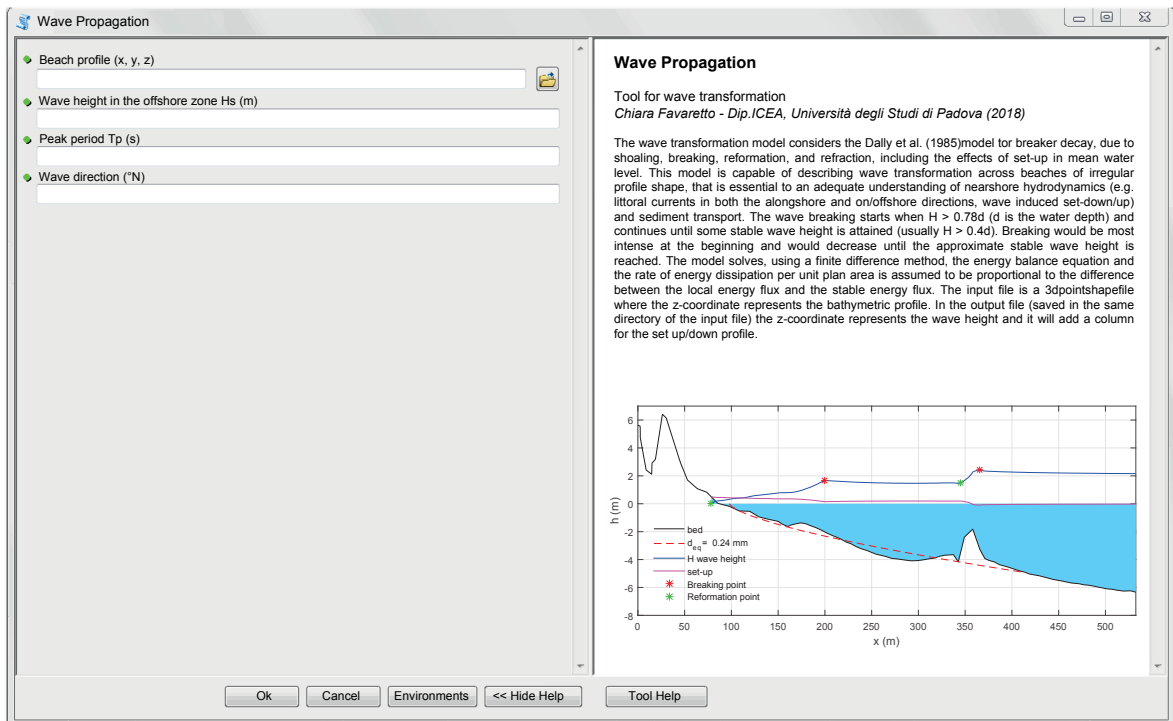 Wave Propagation
Beach profile (x, y, z)
Wave height in the offshore zone Hs (m)
Peak period Tp (s)
Wave direction (°N)
Wave Propagation
Tool for wave transformation
Chiara Favaretto - Dip.ICEA, Università degli Studi di Padova (2018)
The wave transformation model considers the Dally et al. (1985)model tor breaker decay, due to
shoaling, breaking, reformation, and refraction, including the effects of set-up in mean water
level. This model is capable of describing wave transformation across beaches of irregular
profile shape, that is essential to an adequate understanding of nearshore hydrodynamics (e.g.
littoral currents in both the alongshore and on/offshore directions, wave induced set-down/up)
and sediment transport. The wave breaking starts when H > 0.78d (d is the water depth) and
continues until some stable wave height is attained (usually H > 0.4d). Breaking would be most
intense at the beginning and would decrease until the approximate stable wave height is
reached. The model solves, using a finite difference method, the energy balance equation and
the rate of energy dissipation per unit plan area is assumed to be proportional to the difference
between the local energy flux and the stable energy flux. The input file is a 3dpointshapefile
where the z-coordinate represents the bathymetric profile. In the output file (saved in the same
directory of the input file) the z-coordinate represents the wave height and it will add a column
for the set up/down profile.
6
4
2
0
-2
-4
-6
-8
h (m)
bed
deq= 0.24 mm
H wave height
set-up
Breaking point
Reformation point
0 50 100 150 200 250 300 350 400 450 500
x (m)
Ok Cancel Environments << Hide Help Tool Help